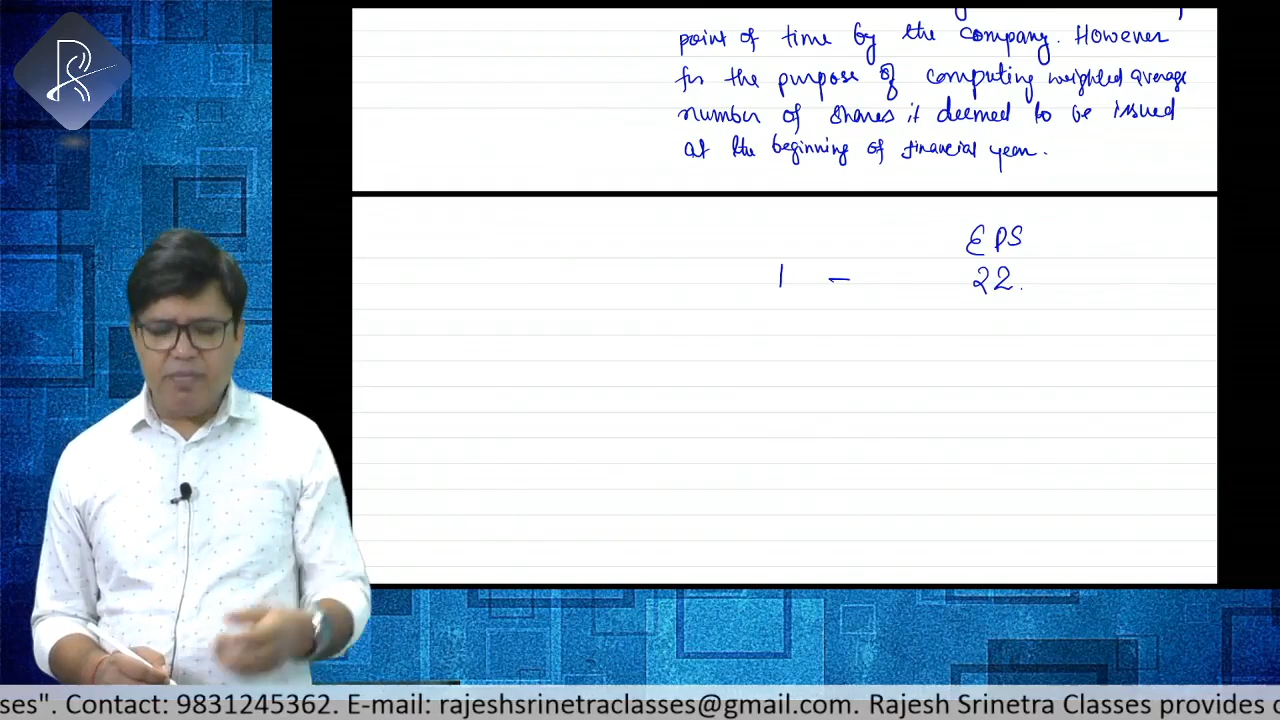 point of time by the company. However
for the purpose of computing weighted average
number of shares it deemed to be issued
at the beginning of financial year.
EPS
1 - 22.
ses". Contact: 9831245362. E-mail: rajeshsrinetraclasses@gmail.com. Rajesh Srinetra Classes provides